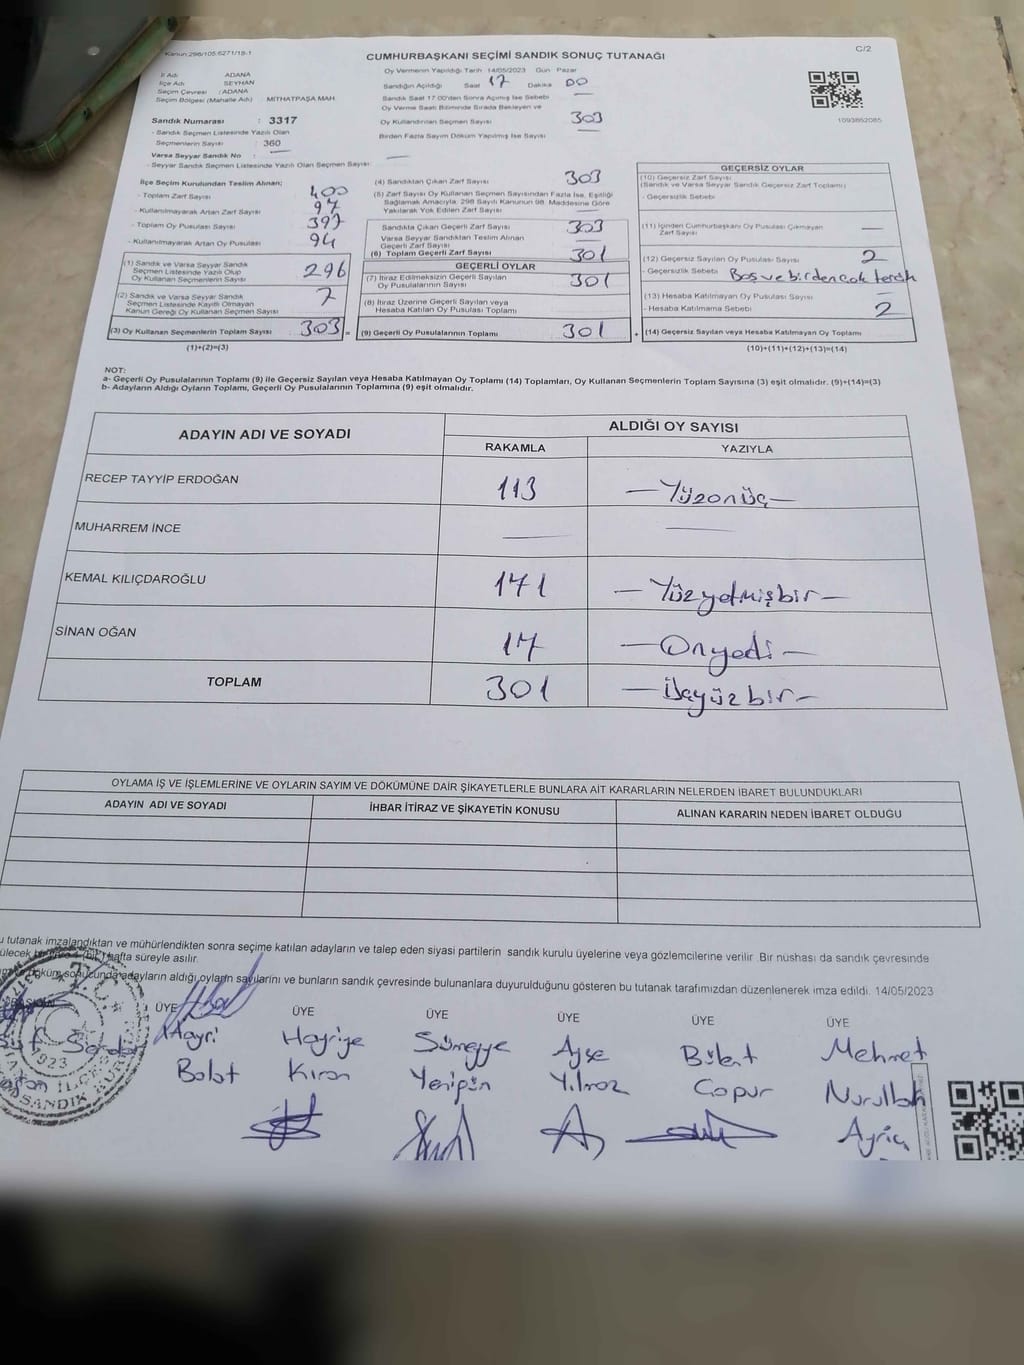 Kanun:298/105.6271/18-1
C/2
CUMHURBAŞKANI SEÇİMİ SANDIK SONUÇ TUTANAĞI
İl Adı ADANA
İlçe Adı SEYHAN
Seçim Çevresi : ADANA
Seçim Bölgesi (Mahalle Adı) : MİTHATPAŞA MAH.
Sandık Numarası : 3317
- Sandık Seçmen Listesinde Yazılı Olan
Seçmenlerin Sayısı : 360
Varsa Seyyar Sandık No : —
- Seyyar Sandık Seçmen Listesinde Yazılı Olan Seçmen Sayısı : —
Oy Vermenin Yapıldığı Tarih 14/05/2023 Gün Pazar
Sandığın Açıldığı Saat 17 Dakika 00
Sandık Saat 17:00'den Sonra Açılmış İse Sebebi —
Oy Verme Saati Bitiminde Sırada Bekleyen ve
Oy Kullandırılan Seçmen Sayısı 303
Birden Fazla Sayım Döküm Yapılmış İse Sayısı —
1093862085
İlçe Seçim Kurulundan Teslim Alınan;
- Toplam Zarf Sayısı 400
- Kullanılmayarak Artan Zarf Sayısı 97
- Toplam Oy Pusulası Sayısı 397
- Kullanılmayarak Artan Oy Pusulası 94
(1) Sandık ve Varsa Seyyar Sandık
Seçmen Listesinde Yazılı Olup
Oy Kullanan Seçmenlerin Sayısı 296
(2) Sandık ve Varsa Seyyar Sandık
Seçmen Listesinde Kayıtlı Olmayan
Kanun Gereği Oy Kullanan Seçmenlerin Sayısı 7
(3) Oy Kullanan Seçmenlerin Toplam Sayısı 303 =
(1)+(2)=(3)
(4) Sandıktan Çıkan Zarf Sayısı 303
(5) Zarf Sayısı Oy Kullanan Seçmen Sayısından Fazla İse, Eşitliği
Sağlamak Amacıyla, 298 Sayılı Kanunun 98. Maddesine Göre
Yakılarak Yok Edilen Zarf Sayısı —
Sandıkta Çıkan Geçerli Zarf Sayısı 303
Varsa Seyyar Sandıktan Teslim Alınan
Geçerli Zarf Sayısı —
(6) Toplam Geçerli Zarf Sayısı 301
GEÇERLİ OYLAR
(7) İtiraz Edilmeksizin Geçerli Sayılan
Oy Pusulalarının Sayısı 301
(8) İtiraz Üzerine Geçerli Sayılan veya
Hesaba Katılan Oy Pusulası Toplamı
(9) Geçerli Oy Pusulalarının Toplamı 301 +
GEÇERSİZ OYLAR
(10) Geçersiz Zarf Sayısı
(Sandık ve Varsa Seyyar Sandık Geçersiz Zarf Toplamı)
- Geçersizlik Sebebi
(11) İçinden Cumhurbaşkanı Oy Pusulası Çıkmayan
Zarf Sayısı —
(12) Geçersiz Sayılan Oy Pusulası Sayısı 2
- Geçersizlik Sebebi Boş ve birden çok tercih
(13) Hesaba Katılmayan Oy Pusulası Sayısı —
- Hesaba Katılmama Sebebi 2
(14) Geçersiz Sayılan veya Hesaba Katılmayan Oy Toplamı
(10)+(11)+(12)+(13)=(14)
NOT:
a- Geçerli Oy Pusulalarının Toplamı (9) ile Geçersiz Sayılan veya Hesaba Katılmayan Oy Toplamı (14) Toplamları, Oy Kullanan Seçmenlerin Toplam Sayısına (3) eşit olmalıdır. (9)+(14)=(3)
b- Adayların Aldığı Oyların Toplamı, Geçerli Oy Pusulalarının Toplamına (9) eşit olmalıdır.
ADAYIN ADI VE SOYADI
ALDIĞI OY SAYISI
RAKAMLA YAZIYLA
RECEP TAYYİP ERDOĞAN 113 — Yüzonüç —
MUHARREM İNCE — —
KEMAL KILIÇDAROĞLU 171 — Yüzyetmişbir —
SİNAN OĞAN 17 — Onyedi —
TOPLAM 301 — Üçyüzbir —
OYLAMA İŞ VE İŞLEMLERİNE VE OYLARIN SAYIM VE DÖKÜMÜNE DAİR ŞİKAYETLERLE BUNLARA AİT KARARLARIN NELERDEN İBARET BULUNDUKLARI
ADAYIN ADI VE SOYADI İHBAR İTİRAZ VE ŞİKAYETİN KONUSU ALINAN KARARIN NEDEN İBARET OLDUĞU
u tutanak imzalandıktan ve mühürlendikten sonra seçime katılan adayların ve talep eden siyasi partilerin sandık kurulu üyelerine veya gözlemcilerine verilir. Bir nüshası da sandık çevresinde
hafta süreyle asılır.
döküm sonucunda adayların aldığı oyların sayılarını ve bunların sandık çevresinde bulunanlara duyurulduğunu gösteren bu tutanak tarafımızdan düzenlenerek imza edildi. 14/05/2023
BAŞKAN ÜYE ÜYE ÜYE ÜYE ÜYE ÜYE
Hayri Hayriye Sümeyye Ayşe Bülent Mehmet
Bolat Kıran Yenipın Yılmaz Copur Nurullah
Ayrıç
T.C.
1923
SANDIK KURULU